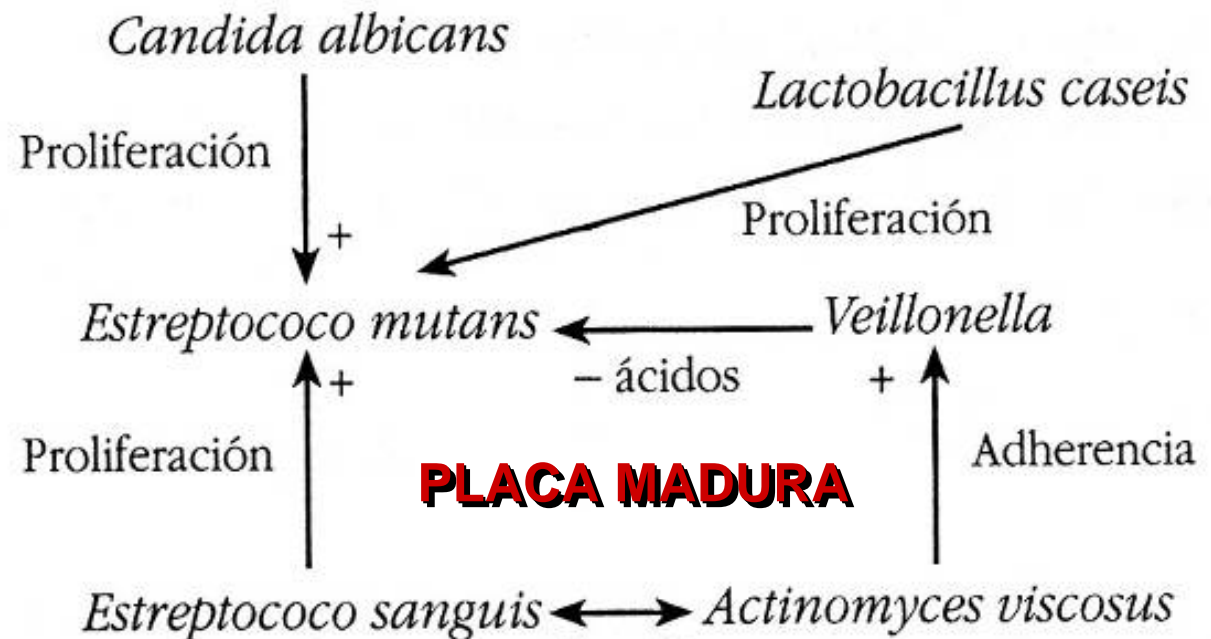 Candida albicans
Lactobacillus caseis
Proliferación
Proliferación
+
Estreptococo mutans
Veillonella
+
– ácidos
+
Proliferación
Adherencia
PLACA MADURA
Estreptococo sanguis
Actinomyces viscosus